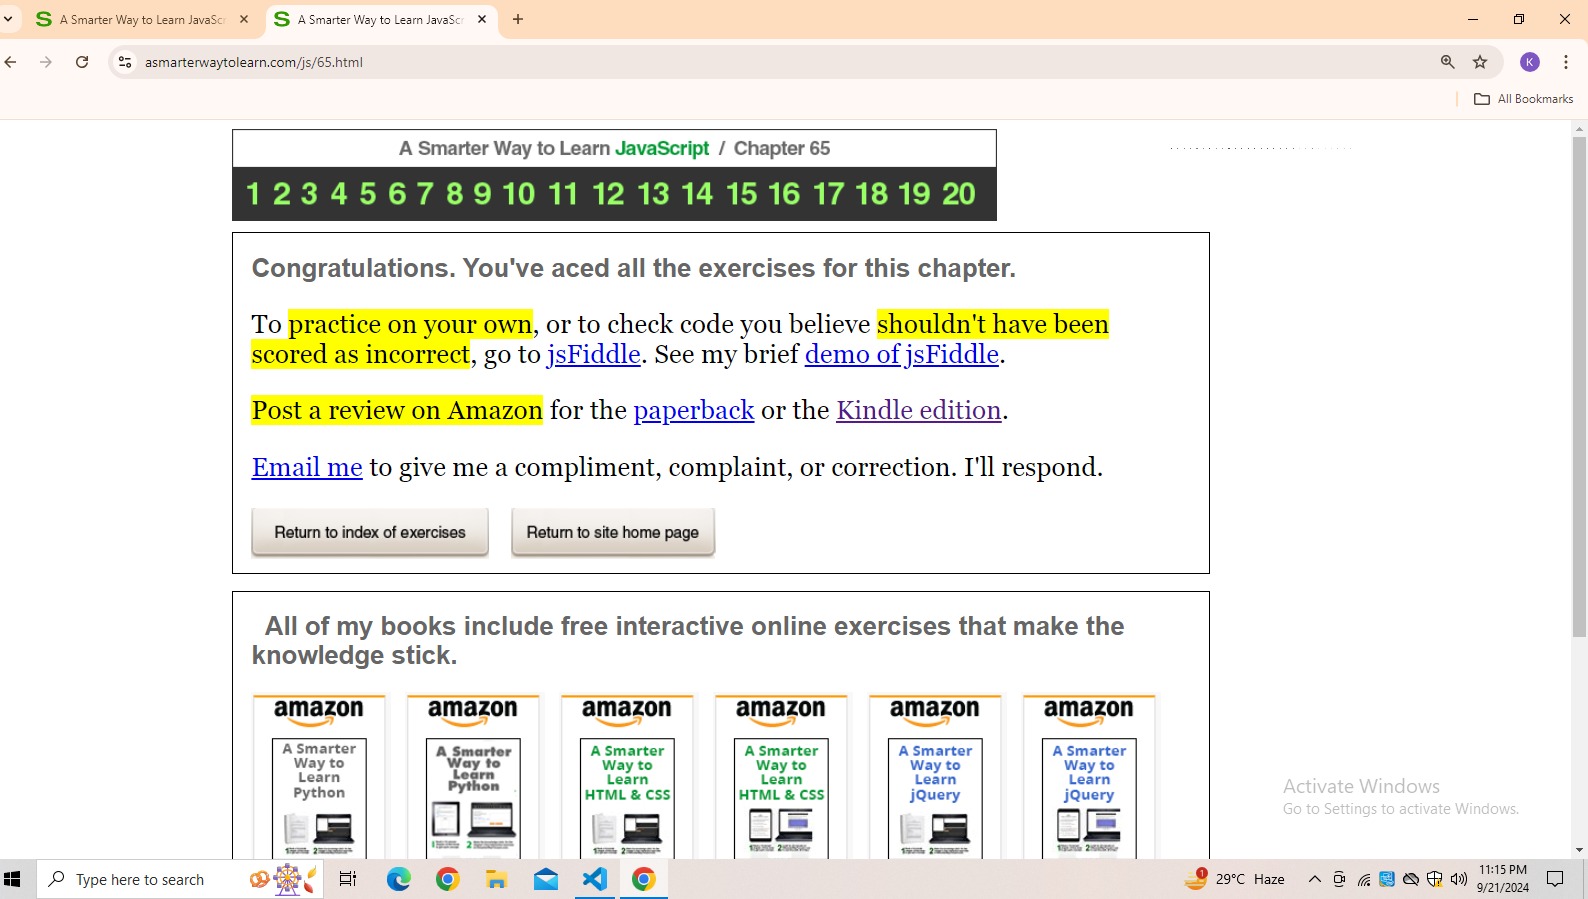 A Smarter Way to Learn JavaScr
A Smarter Way to Learn JavaScr
asmarterwaytolearn.com/js/65.html
K
All Bookmarks
A Smarter Way to Learn JavaScript / Chapter 65
1 2 3 4 5 6 7 8 9 10 11 12 13 14 15 16 17 18 19 20
Congratulations. You've aced all the exercises for this chapter.
To practice on your own, or to check code you believe shouldn't have been
scored as incorrect, go to jsFiddle. See my brief demo of jsFiddle.
Post a review on Amazon for the paperback or the Kindle edition.
Email me to give me a compliment, complaint, or correction. I'll respond.
Return to index of exercises
Return to site home page
All of my books include free interactive online exercises that make the
knowledge stick.
amazon amazon amazon amazon amazon amazon
A Smarter
Way to
Learn
Python
A Smarter
Way to
Learn
Python
A Smarter
Way to
Learn
HTML & CSS
A Smarter
Way to
Learn
HTML & CSS
A Smarter
Way to
Learn
jQuery
A Smarter
Way to
Learn
jQuery
Activate Windows
Go to Settings to activate Windows.
Type here to search
1
29°C Haze
11:15 PM
9/21/2024